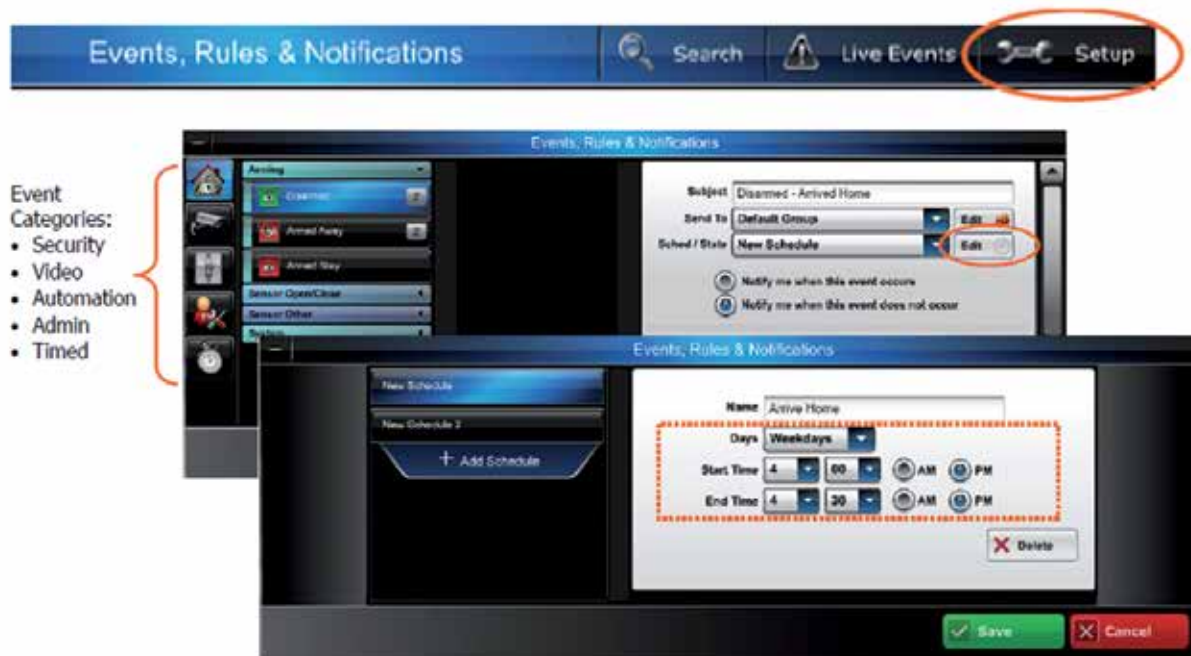 Events, Rules & Notifications
Search
Live Events
Setup
Event
Categories:
• Security
• Video
• Automation
• Admin
• Timed
Events, Rules & Notifications
Arming
Disarmed
2
Armed Away
2
Armed Stay
Sensor Open/Close
Sensor Other
System
Subject Disarmed - Arrived Home
Send To Default Group Edit
Sched / State New Schedule Edit
Notify me when this event occurs
Notify me when this event does not occur
Events, Rules & Notifications
New Schedule
New Schedule 2
+ Add Schedule
Name Arrive Home
Days Weekdays
Start Time 4 00 AM PM
End Time 4 30 AM PM
Delete
Save
Cancel